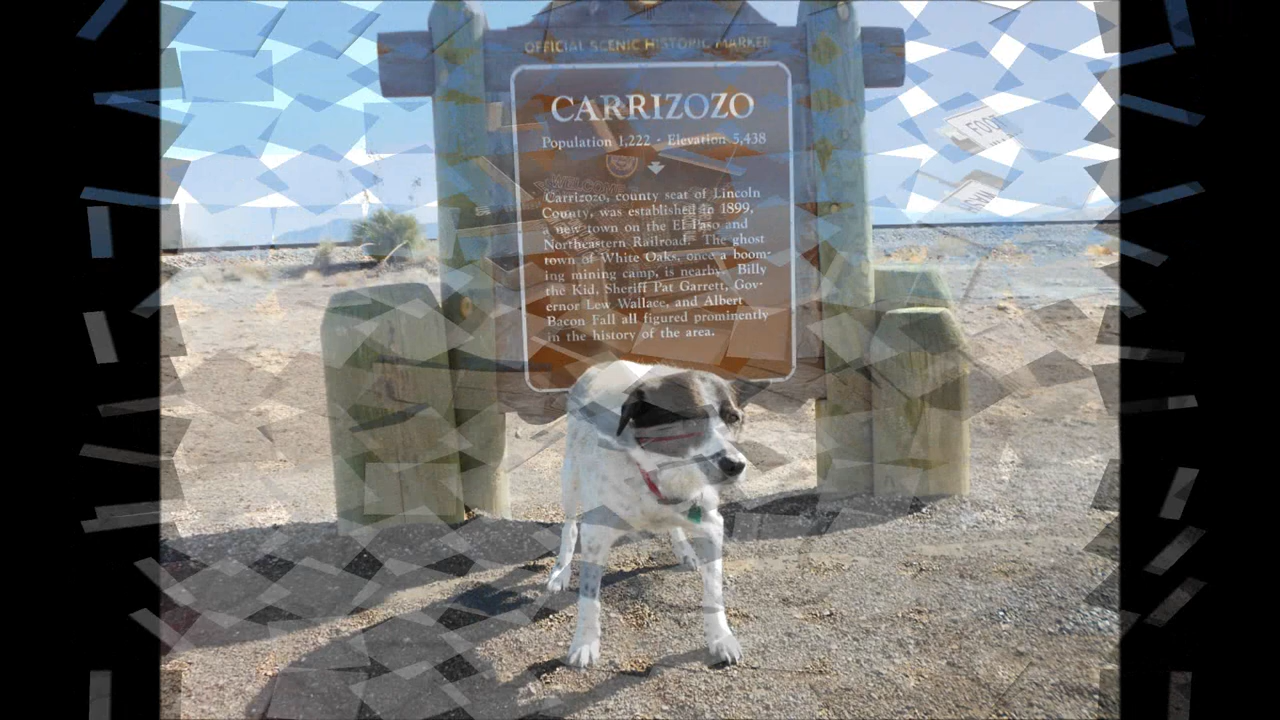 OFFICIAL SCENIC HISTORIC MARKER
CARRIZOZO
Population 1,222 - Elevation 5,438
WELCOME
Carrizozo, county seat of Lincoln
County, was established in 1899,
a new town on the El Paso and
Northeastern Railroad. The ghost
town of White Oaks, once a boom-
ing mining camp, is nearby. Billy
the Kid, Sheriff Pat Garrett, Gov-
ernor Lew Wallace, and Albert
Bacon Fall all figured prominently
in the history of the area.
FOOD